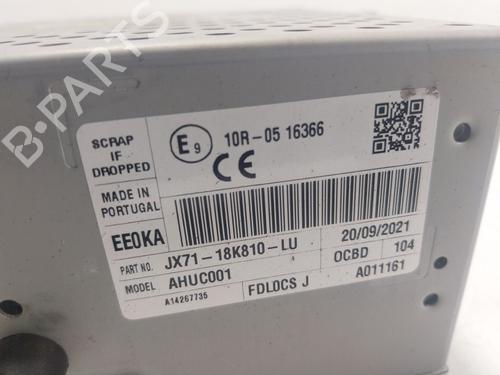 B-PARTS
SCRAP
IF
DROPPED
E9
10R-05 16366
CE
MADE IN
PORTUGAL
EE0KA
PART NO. JX71-18K810-LU
20/09/2021
MODEL AHUC001
OCBD 104
A14267735
FDL0CS J
A011161